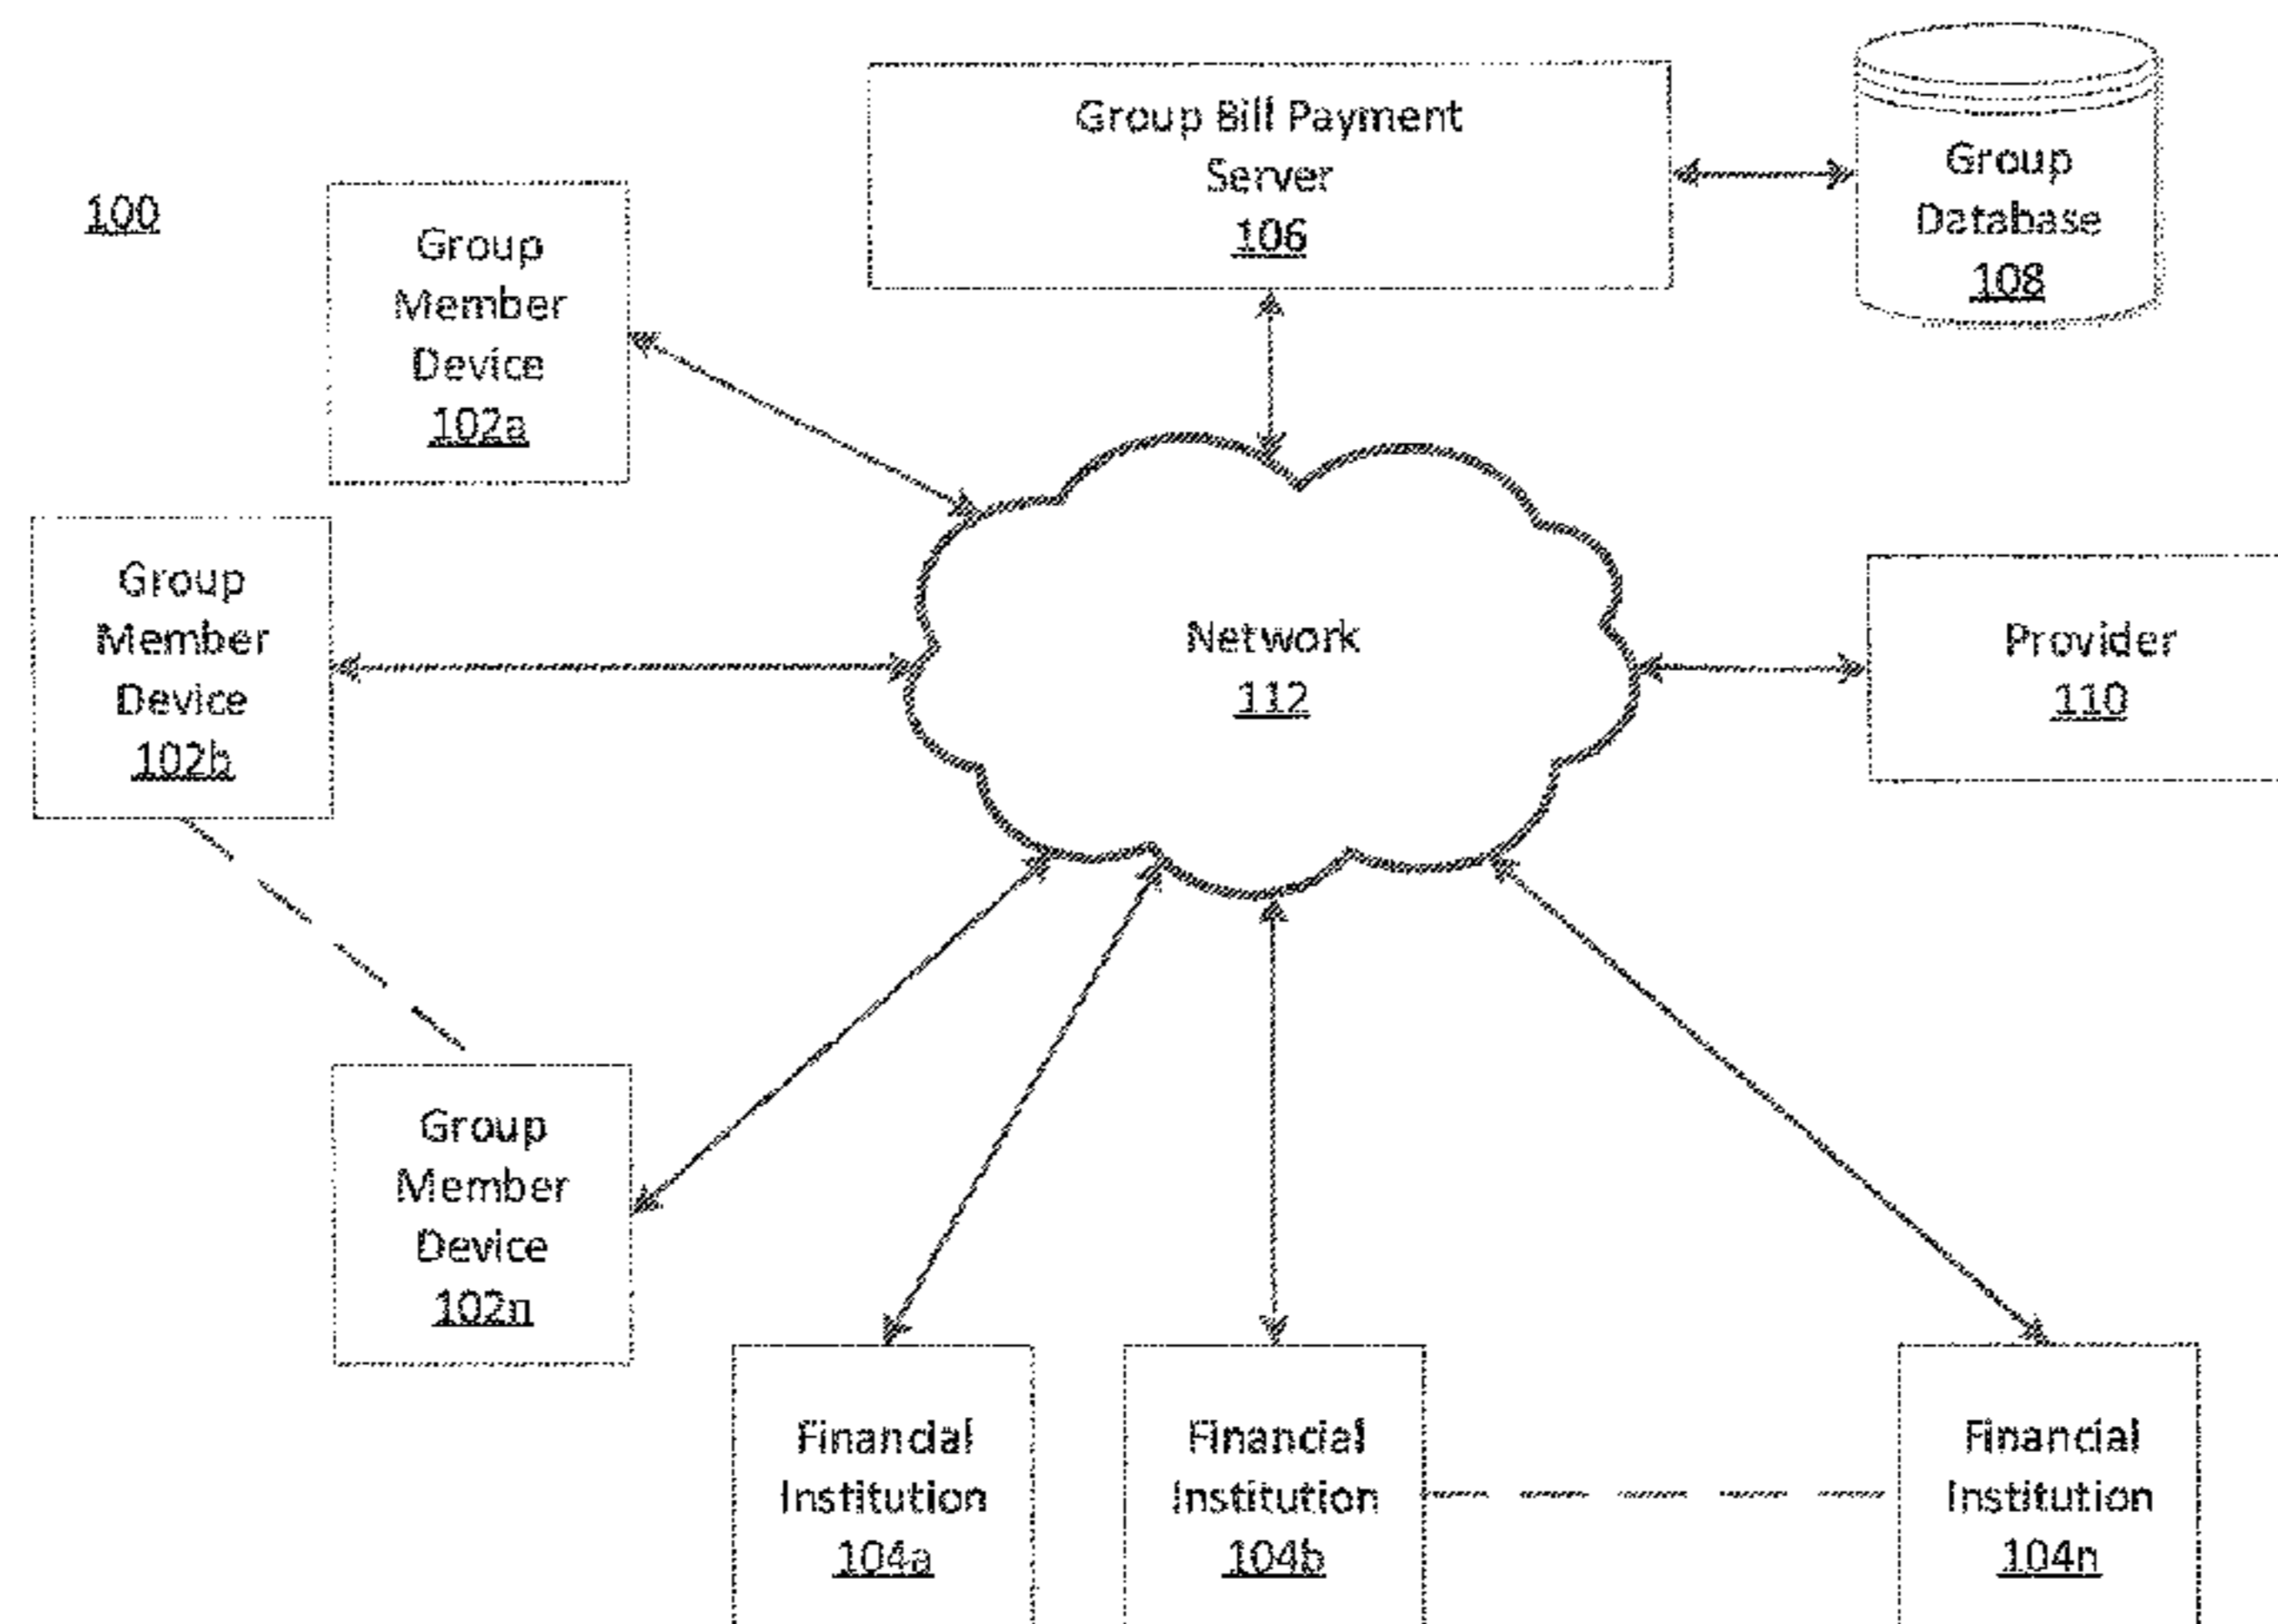 100
Group Bill Payment
Server
106
Group
Database
108
Group
Member
Device
102a
Group
Member
Device
102b
Network
112
Provider
110
Group
Member
Device
102n
Financial
Institution
104a
Financial
Institution
104b
Financial
Institution
104n